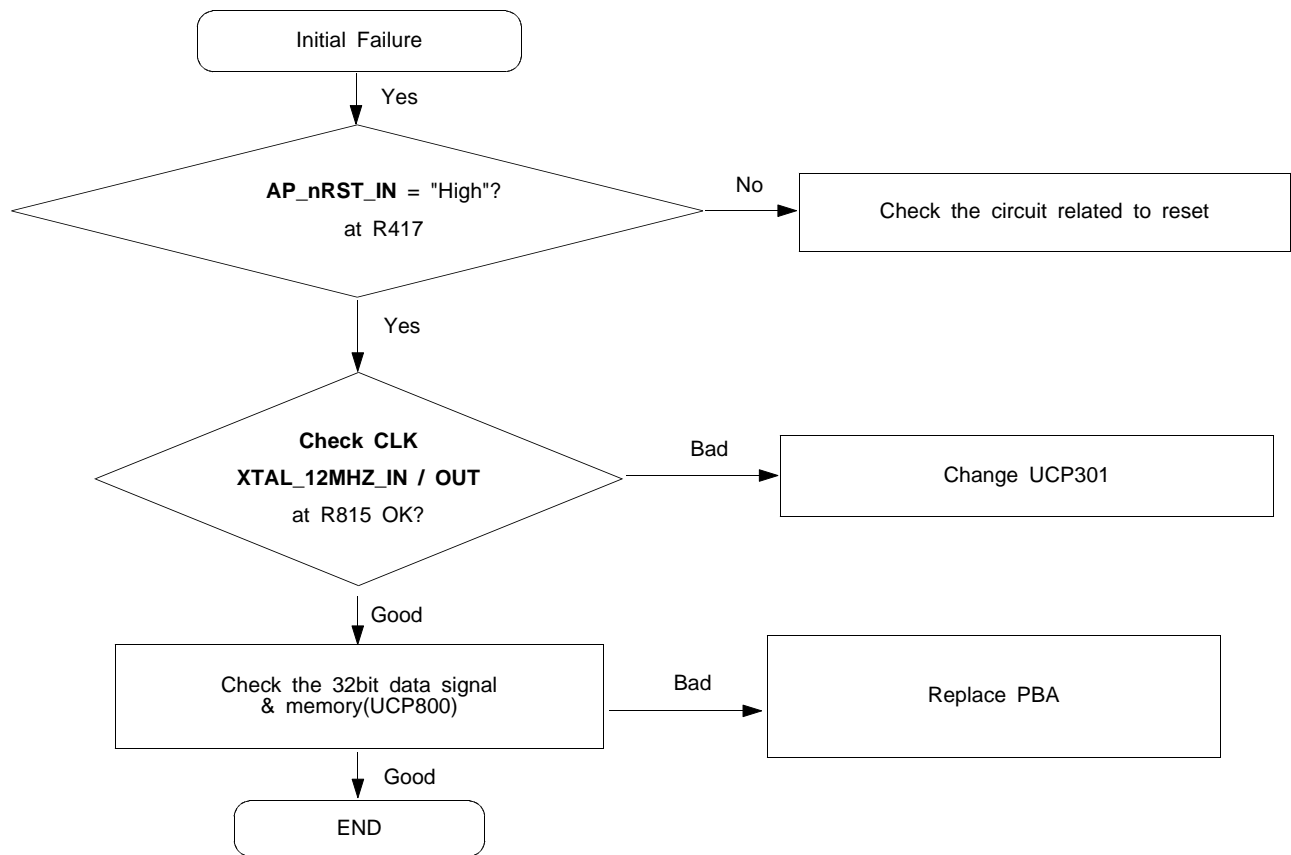 Initial Failure
Yes
AP_nRST_IN = "High"?
at R417
No
Check the circuit related to reset
Yes
Check CLK
XTAL_12MHZ_IN / OUT
at R815 OK?
Bad
Change UCP301
Good
Check the 32bit data signal
& memory(UCP800)
Bad
Replace PBA
Good
END